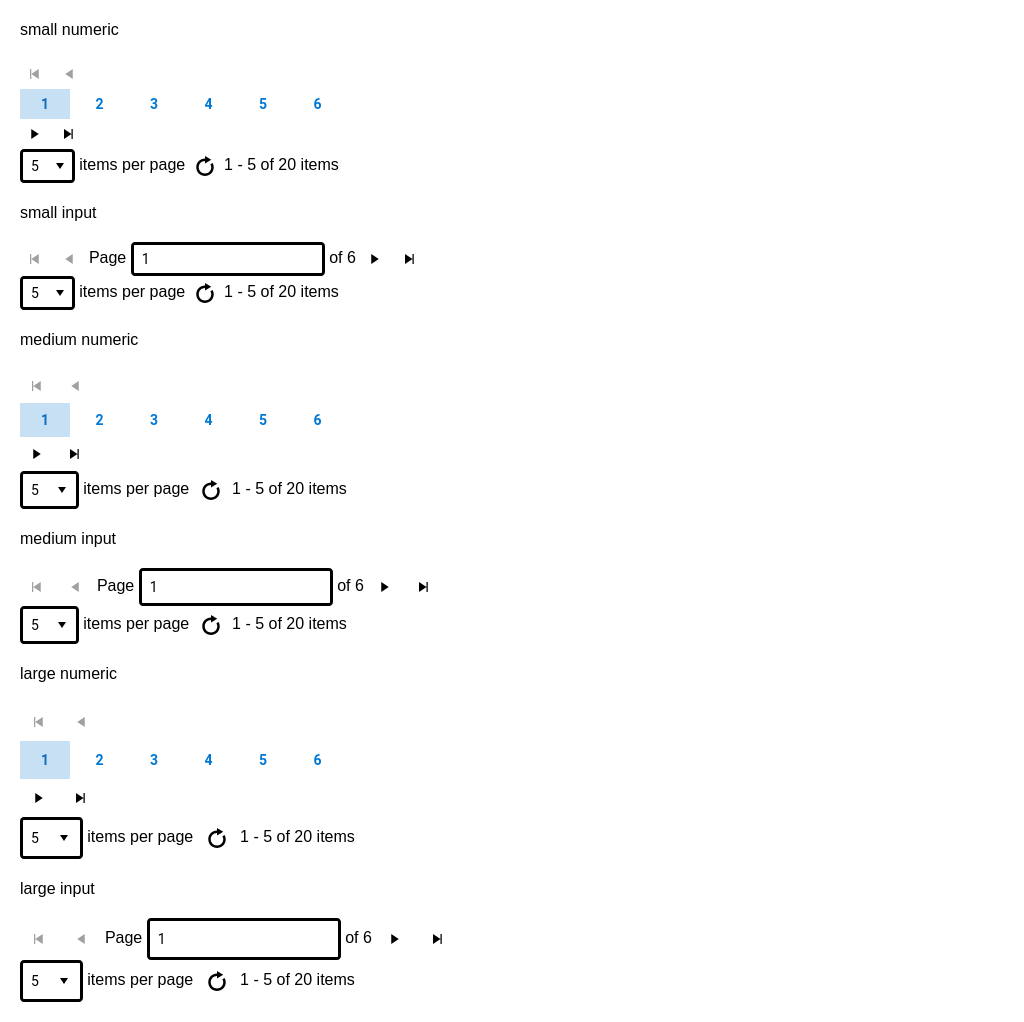 small numeric
1 2 3 4 5 6
5 items per page 1 - 5 of 20 items
small input
Page 1 of 6
5 items per page 1 - 5 of 20 items
medium numeric
1 2 3 4 5 6
5 items per page 1 - 5 of 20 items
medium input
Page 1 of 6
5 items per page 1 - 5 of 20 items
large numeric
1 2 3 4 5 6
5 items per page 1 - 5 of 20 items
large input
Page 1 of 6
5 items per page 1 - 5 of 20 items